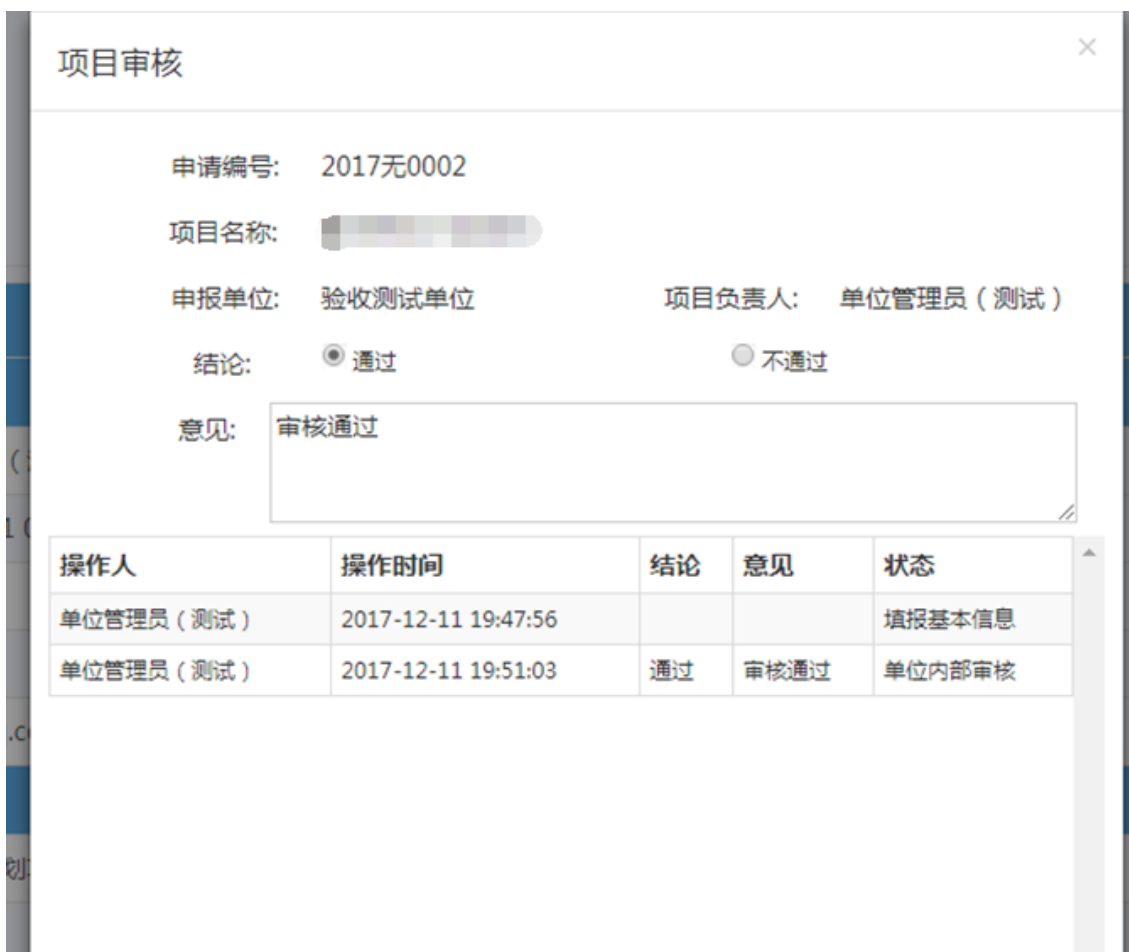 项目审核 ×
申请编号: 2017无0002
项目名称:
申报单位: 验收测试单位 项目负责人: 单位管理员（测试）
结论: 通过 不通过
意见: 审核通过
操作人 操作时间 结论 意见 状态
单位管理员（测试） 2017-12-11 19:47:56 填报基本信息
单位管理员（测试） 2017-12-11 19:51:03 通过 审核通过 单位内部审核